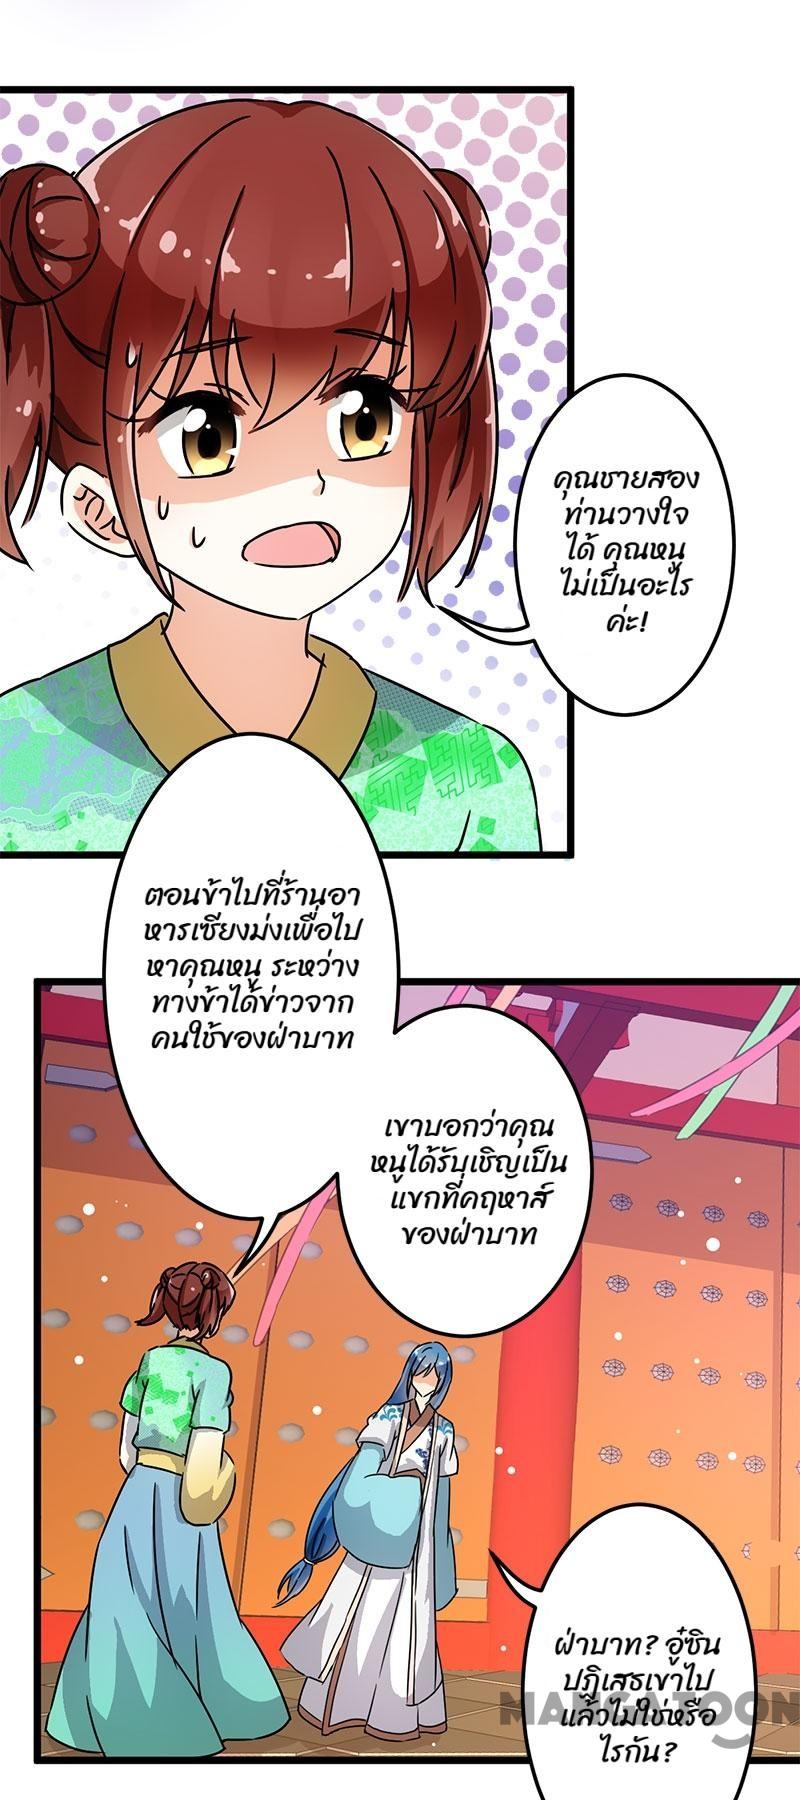 คุณชายสอง
ท่านวางใจ
ได้ คุณหนู
ไม่เป็นอะไร
ค่ะ!
ตอนข้าไปที่ร้านอา
หารเซียงม่งเพื่อไป
หาคุณหนู ระหว่าง
ทางข้าได้ข่าวจาก
คนใช้ของฝ่าบาท
เขาบอกว่าคุณ
หนูได้รับเชิญเป็น
แขกที่คฤหาส์
ของฝ่าบาท
ฝ่าบาท? อู๋ซิน
ปฏิเสธเขาไป
แล้วไม่ใช่หรือ
ไรกัน?
MANGATOON